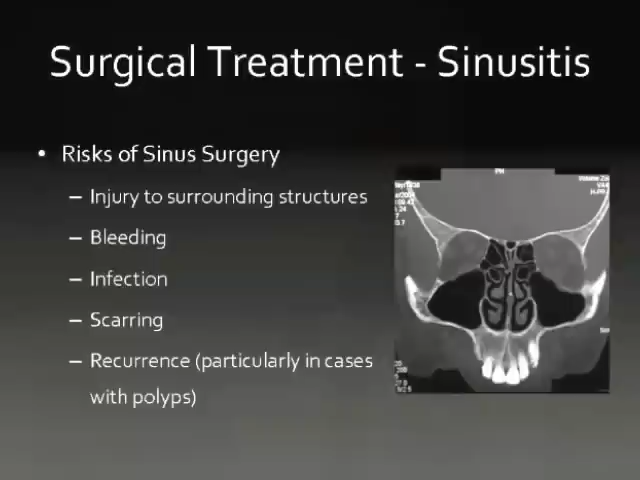 Surgical Treatment - Sinusitis
• Risks of Sinus Surgery
– Injury to surrounding structures
– Bleeding
– Infection
– Scarring
– Recurrence (particularly in cases
with polyps)